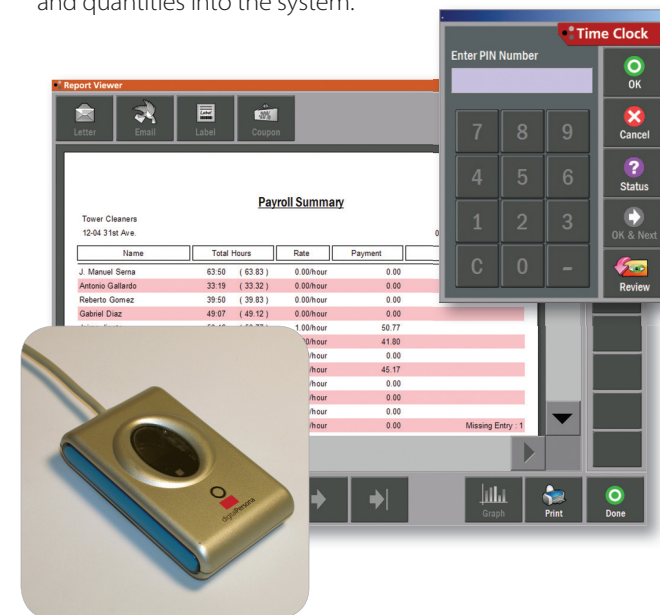 and quantities into the system.
Time Clock
Enter PIN Number
OK
7 8 9
Cancel
4 5 6
Status
1 2 3
OK & Next
C 0 -
Review
Report Viewer
Letter Email Label Coupon
Payroll Summary
Tower Cleaners
12-04 31st Ave.
Name Total Hours Rate Payment
J. Manuel Serna 63:50 ( 63.83 ) 0.00/hour 0.00
Antonio Gallardo 33:19 ( 33.32 ) 0.00/hour 0.00
Reberto Gomez 39:50 ( 39.83 ) 0.00/hour 0.00
Gabriel Diaz 49:07 ( 49.12 ) 0.00/hour 0.00
1.00/hour 50.77
/hour 41.80
/hour 0.00
/hour 45.17
/hour 0.00
/hour 0.00
/hour 0.00
/hour 0.00 Missing Entry : 1
Graph Print Done
digitalPersona